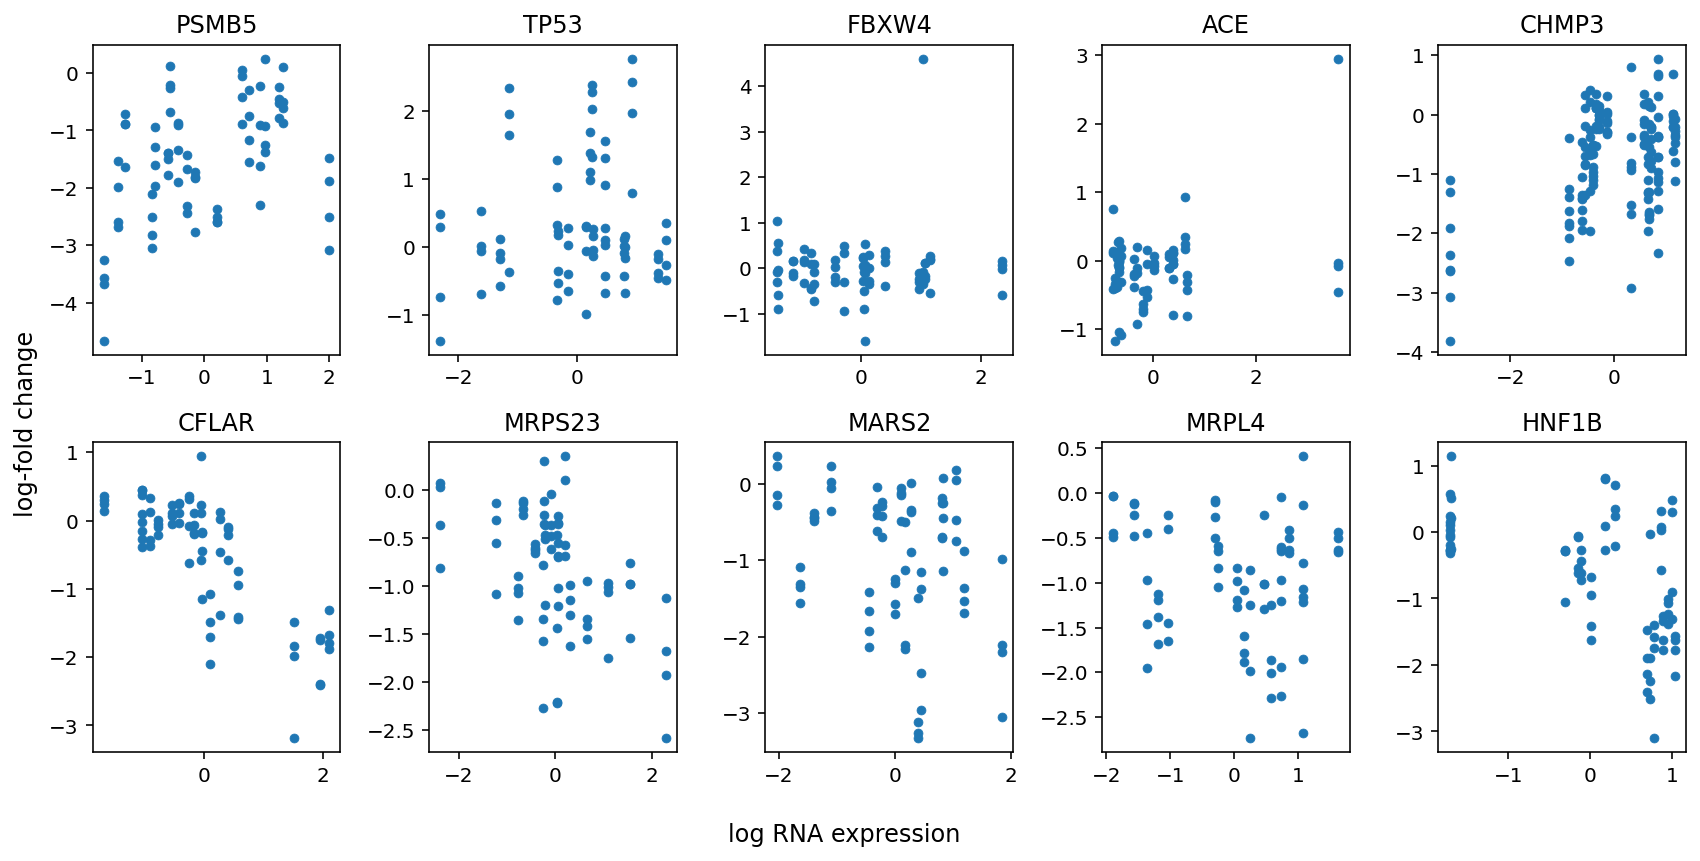 PSMB5 TP53 FBXW4 ACE CHMP3
0 −1 −2 −3 −4
−1 0 1 2
2 1 0 −1
−2 0
4 3 2 1 0 −1
0 2
3 2 1 0 −1
0 2
1 0 −1 −2 −3 −4
−2 0
log-fold change
CFLAR MRPS23 MARS2 MRPL4 HNF1B
1 0 −1 −2 −3
0 2
0.0 −0.5 −1.0 −1.5 −2.0 −2.5
−2 0 2
0 −1 −2 −3
−2 0 2
0.5 0.0 −0.5 −1.0 −1.5 −2.0 −2.5
−2 −1 0 1
1 0 −1 −2 −3
−1 0 1
log RNA expression